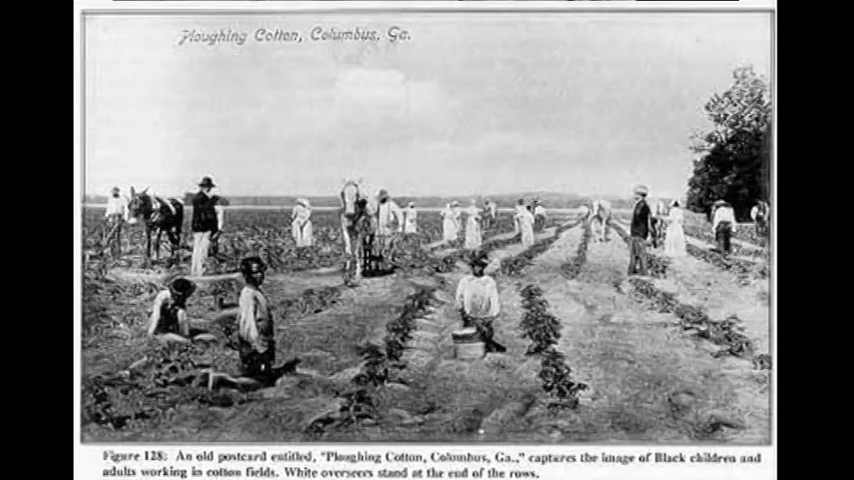 Ploughing Cotton, Columbus, Ga.
Figure 128: An old postcard entitled, "Ploughing Cotton, Columbus, Ga.," captures the image of Black children and
adults working in cotton fields. White overseers stand at the end of the rows.